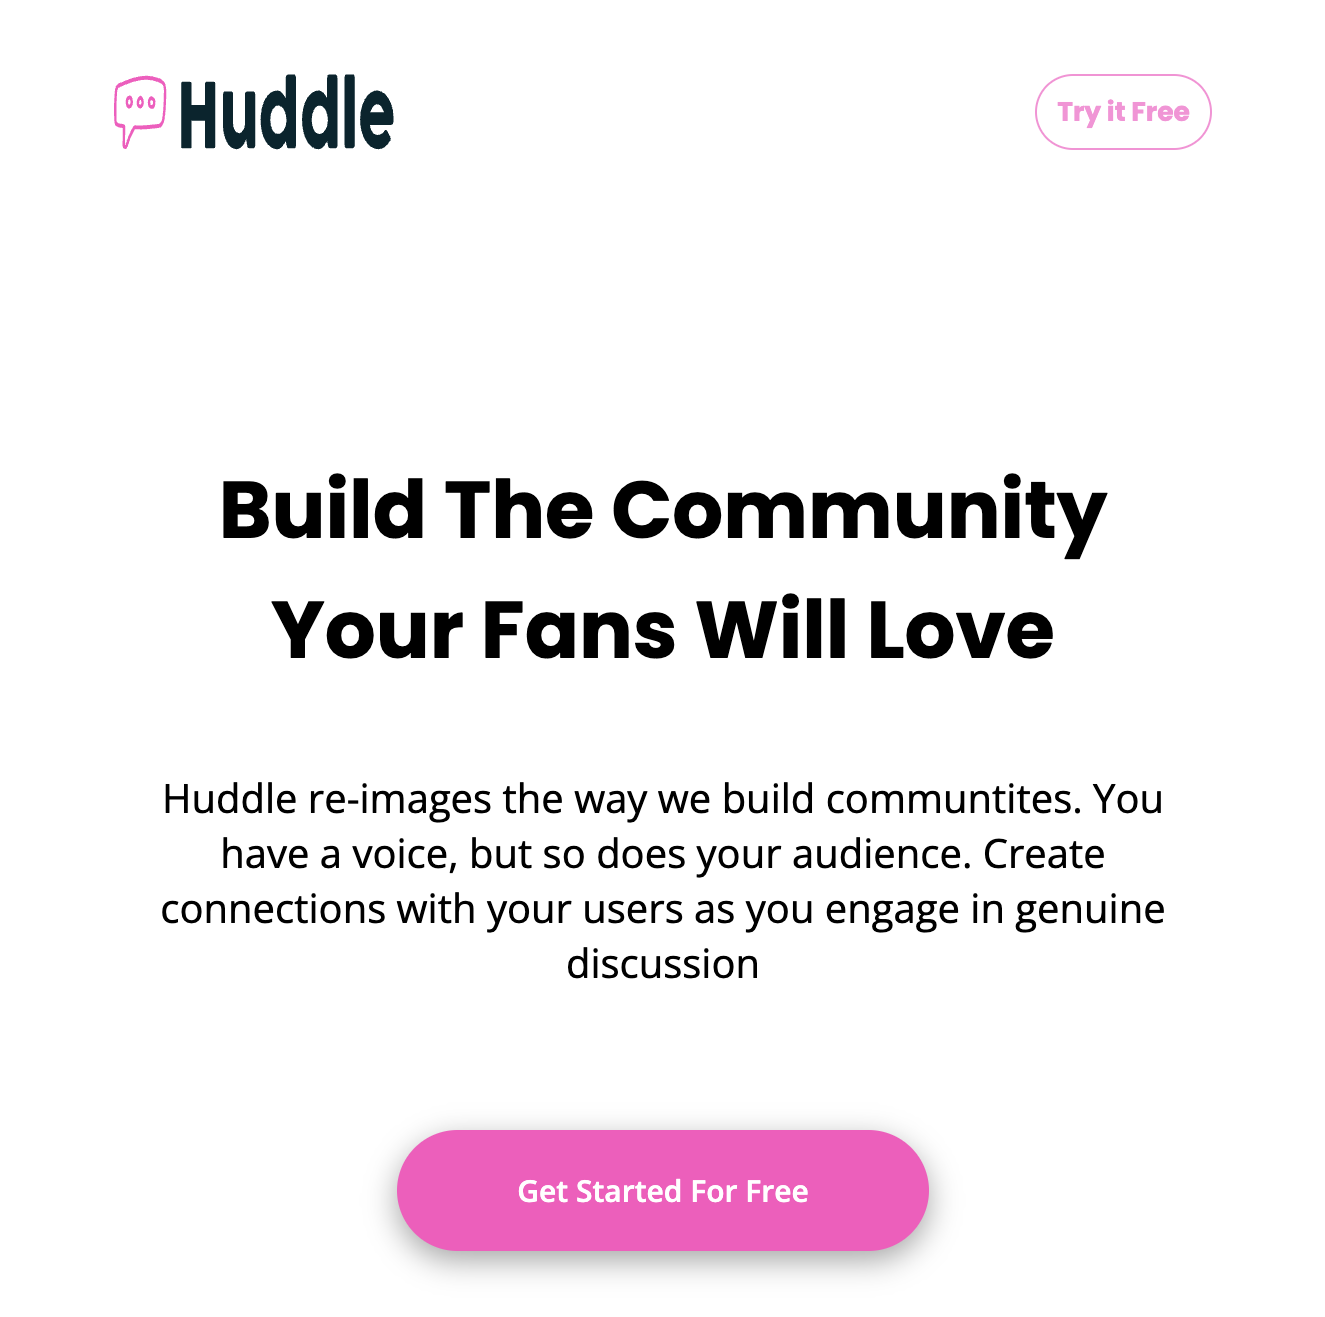 Huddle
Try it Free
Build The Community
Your Fans Will Love
Huddle re-images the way we build communtites. You
have a voice, but so does your audience. Create
connections with your users as you engage in genuine
discussion
Get Started For Free